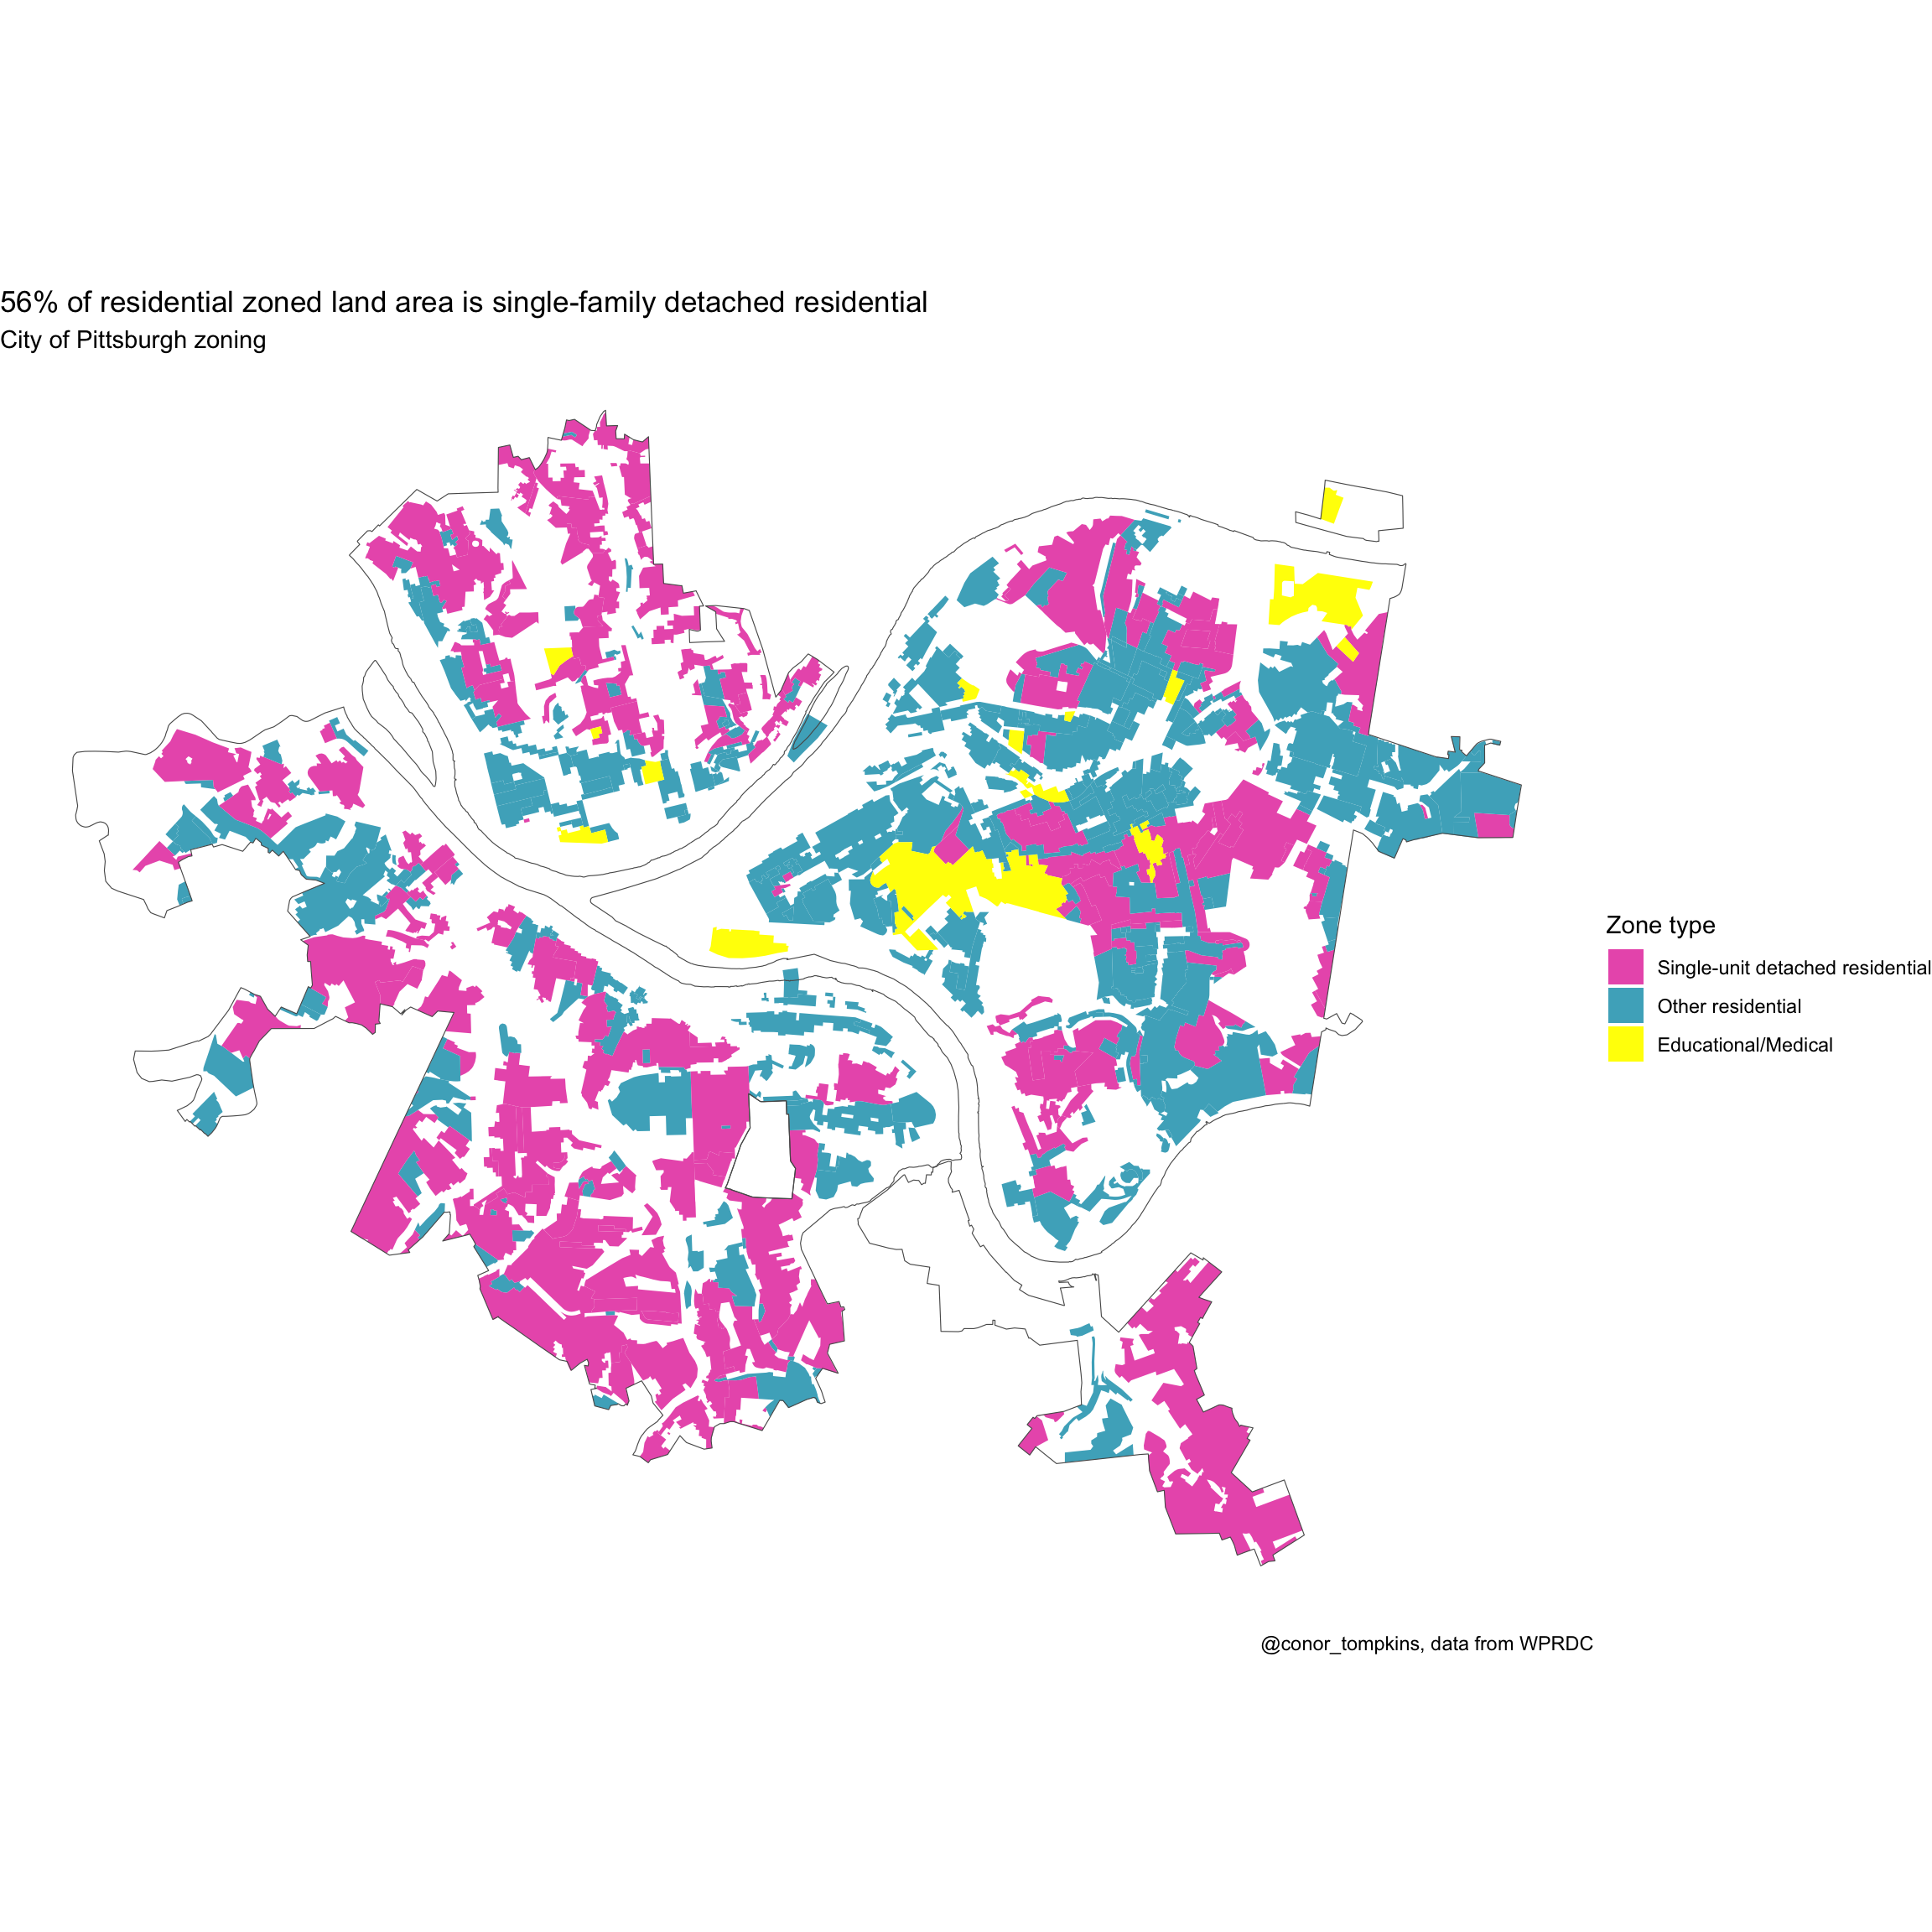 56% of residential zoned land area is single-family detached residential
City of Pittsburgh zoning
Zone type
Single-unit detached residential
Other residential
Educational/Medical
@conor_tompkins, data from WPRDC